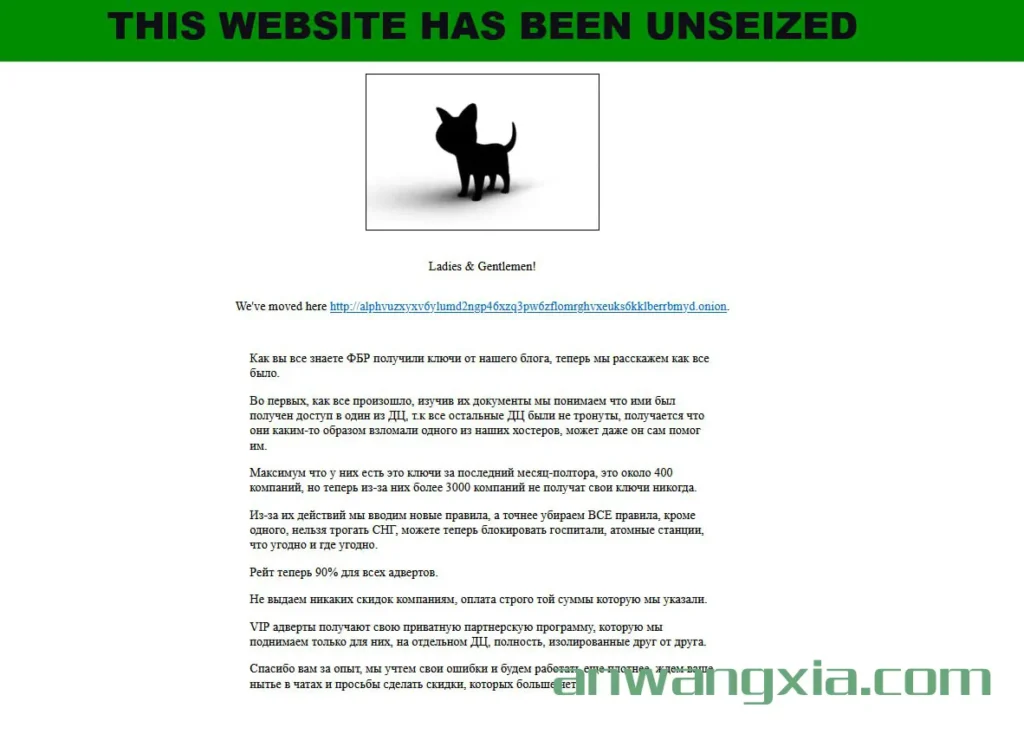 THIS WEBSITE HAS BEEN UNSEIZED
Ladies & Gentlemen!
We've moved here http://alphvuzxyxv6ylumd2ngp46xzq3pw6zflomrghvxeuks6kklberrbmyd.onion.
Как вы все знаете ФБР получили ключи от нашего блога, теперь мы расскажем как все
было.
Во первых, как все произошло, изучив их документы мы понимаем что ими был
получен доступ в один из ДЦ, т.к все остальные ДЦ были не тронуты, получается что
они каким-то образом взломали одного из наших хостеров, может даже он сам помог
им.
Максимум что у них есть это ключи за последний месяц-полтора, это около 400
компаний, но теперь из-за них более 3000 компаний не получат свои ключи никогда.
Из-за их действий мы вводим новые правила, а точнее убираем ВСЕ правила, кроме
одного, нельзя трогать СНГ, можете теперь блокировать госпитали, атомные станции,
что угодно и где угодно.
Рейт теперь 90% для всех адвертов.
Не выдаем никаких скидок компаниям, оплата строго той суммы которую мы указали.
VIP адверты получают свою приватную партнерскую программу, которую мы
поднимаем только для них, на отдельном ДЦ, полность, изолированные друг от друга.
Спасибо вам за опыт, мы учтем свои ошибки и будем работать еще плотнее, ждем ваше
нытье в чатах и просьбы сделать скидки, которых больше нет
anwangxia.com